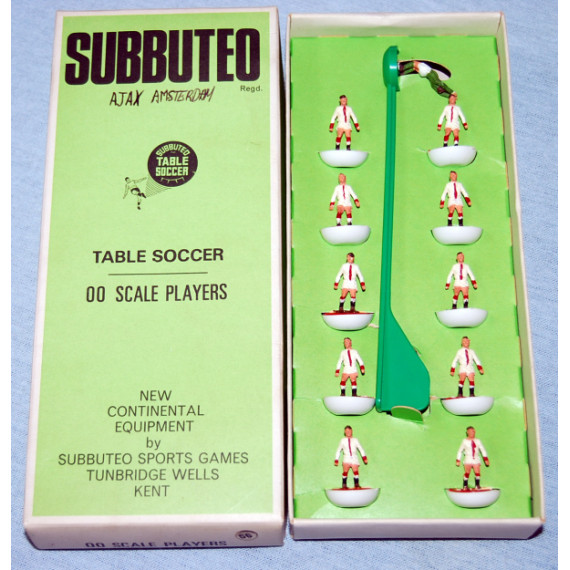 SUBBUTEO
Regd.
AJAX AMSTERDAM
SUBBUTEO
TABLE
SOCCER
TABLE SOCCER
00 SCALE PLAYERS
NEW
CONTINENTAL
EQUIPMENT
by
SUBBUTEO SPORTS GAMES
TUNBRIDGE WELLS
KENT
00 SCALE PLAYERS